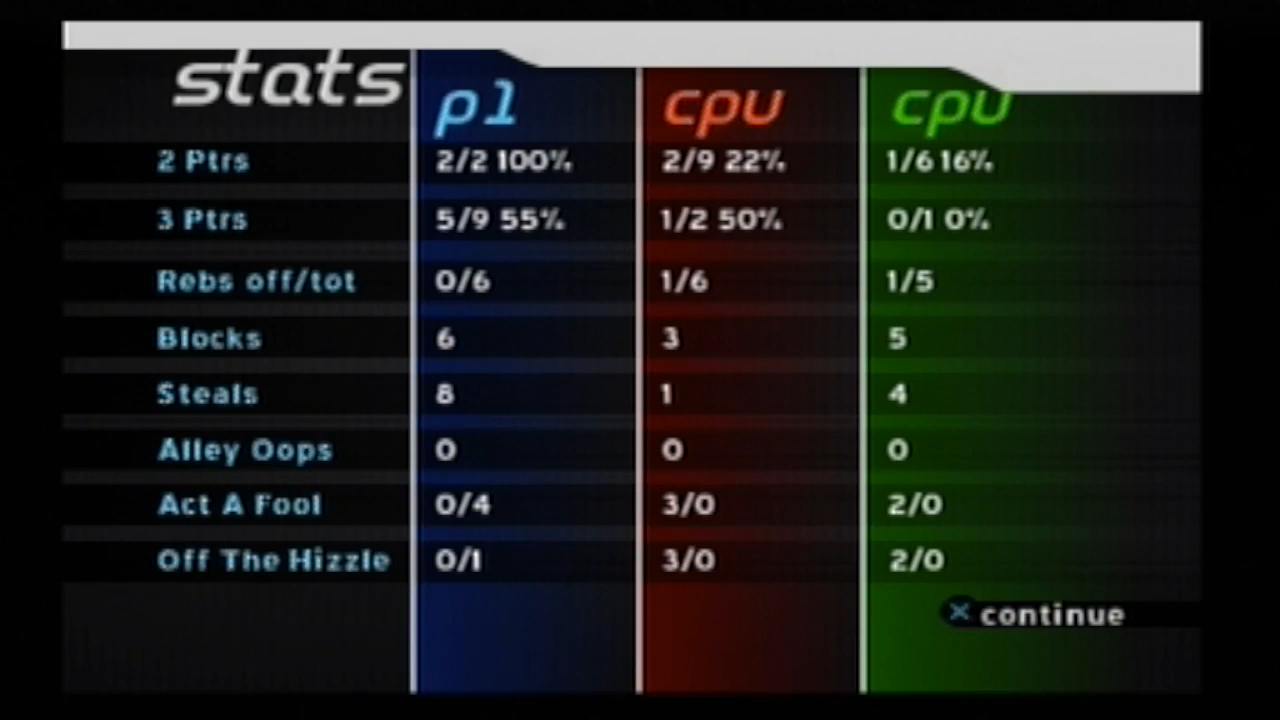 stats p1 cpu cpu
2 Ptrs 2/2 100% 2/9 22% 1/6 16%
3 Ptrs 5/9 55% 1/2 50% 0/1 0%
Rebs off/tot 0/6 1/6 1/5
Blocks 6 3 5
Steals 8 1 4
Alley Oops 0 0 0
Act A Fool 0/4 3/0 2/0
Off The Hizzle 0/1 3/0 2/0
continue